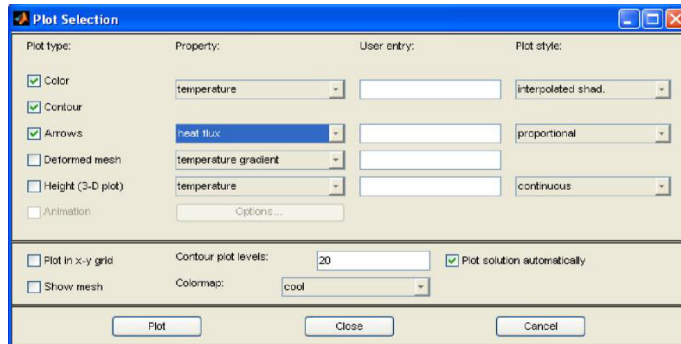 Plot Selection
Plot type: Property: User entry: Plot style:
Color temperature interpolated shad.
Contour
Arrows heat flux proportional
Deformed mesh temperature gradient
Height (3-D plot) temperature continuous
Animation Options...
Plot in x-y grid Contour plot levels: 20 Plot solution automatically
Show mesh Colormap: cool
Plot Close Cancel